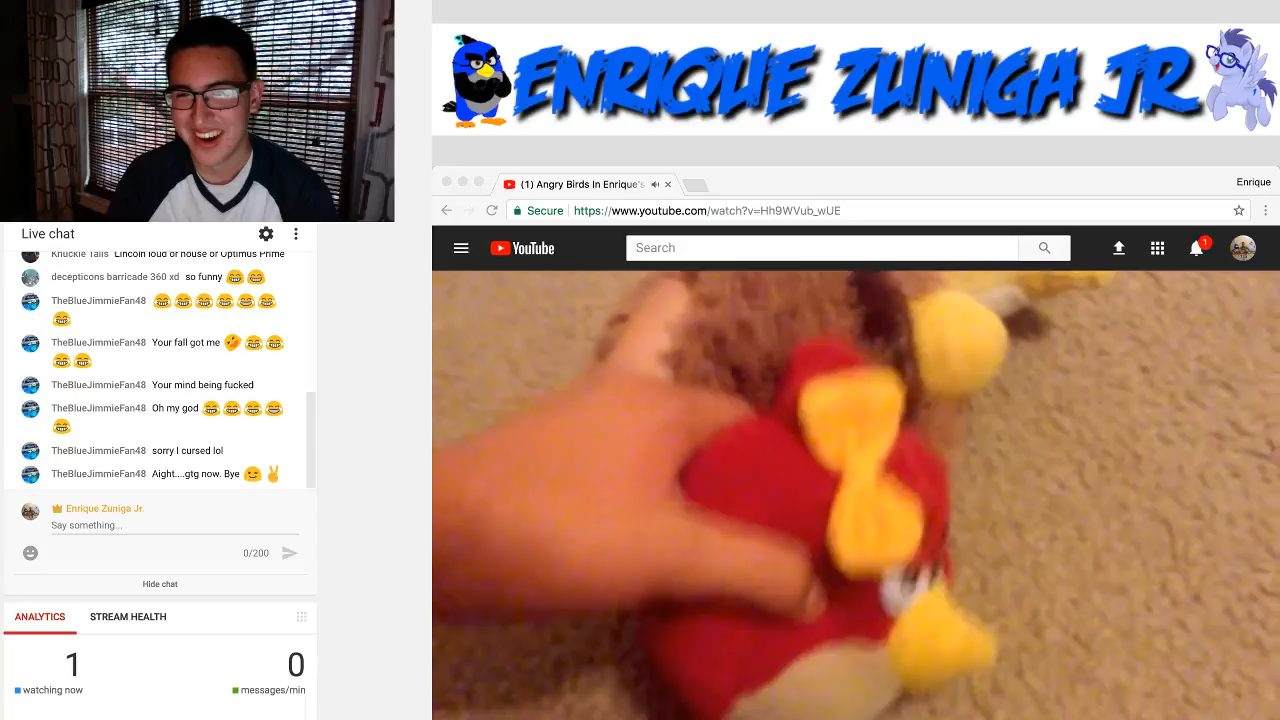 ENRIQUE ZUNIGA JR
(1) Angry Birds In Enrique's
Enrique
Secure https://www.youtube.com/watch?v=Hh9WVub_wUE
YouTube
Search
1
Live chat
Knuckle Tails Lincoln loud of house or Optimus Prime
decepticons barricade 360 xd so funny 😂😂
TheBlueJimmieFan48 😂😂😂😂😂😂
😂
TheBlueJimmieFan48 Your fall got me 🤣😂😂
😂😂
TheBlueJimmieFan48 Your mind being fucked
TheBlueJimmieFan48 Oh my god 😂😂😂😂
😂
TheBlueJimmieFan48 sorry I cursed lol
TheBlueJimmieFan48 Aight....gtg now. Bye 😉✌
Enrique Zuniga Jr.
Say something...
0/200
Hide chat
ANALYTICS STREAM HEALTH
1 0
watching now messages/min